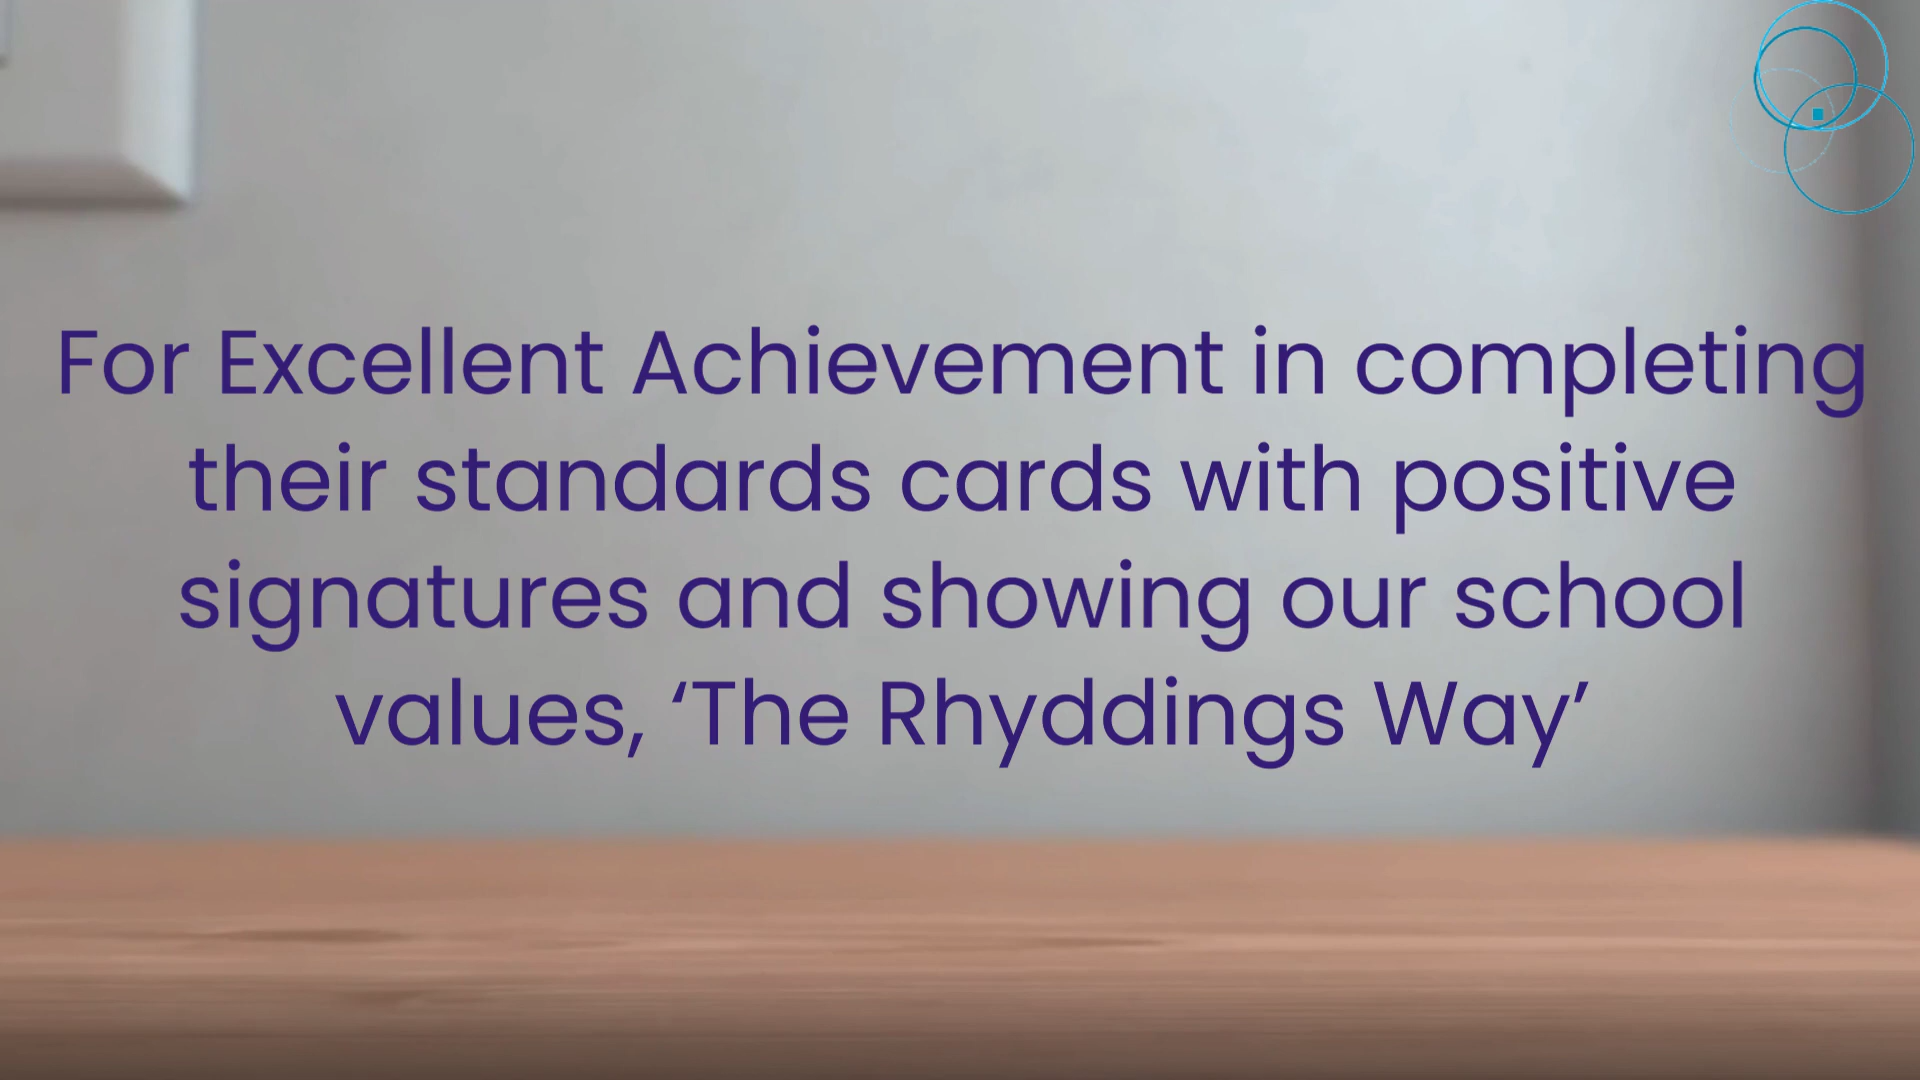 For Excellent Achievement in completing
their standards cards with positive
signatures and showing our school
values, ‘The Rhyddings Way’